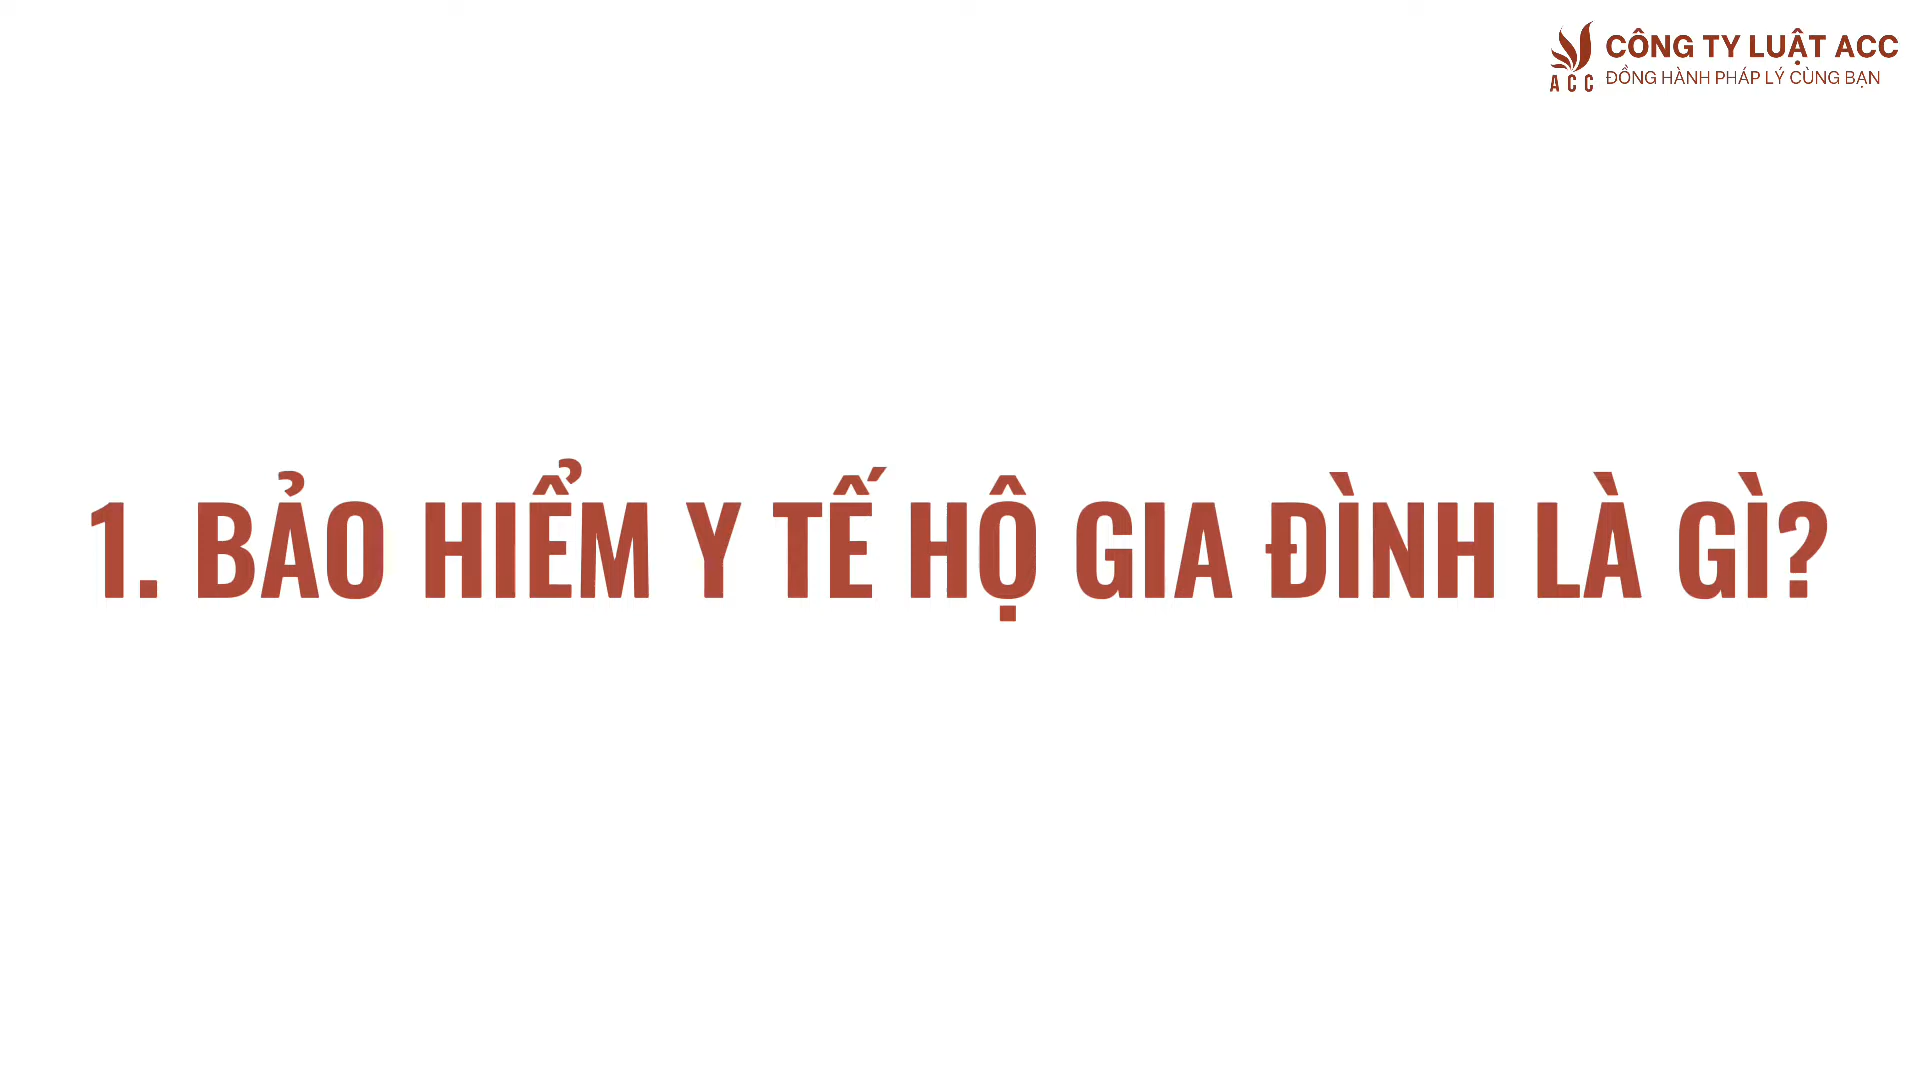 CÔNG TY LUẬT ACC
ACC ĐỒNG HÀNH PHÁP LÝ CÙNG BẠN
1. BẢO HIỂM Y TẾ HỘ GIA ĐÌNH LÀ GÌ?